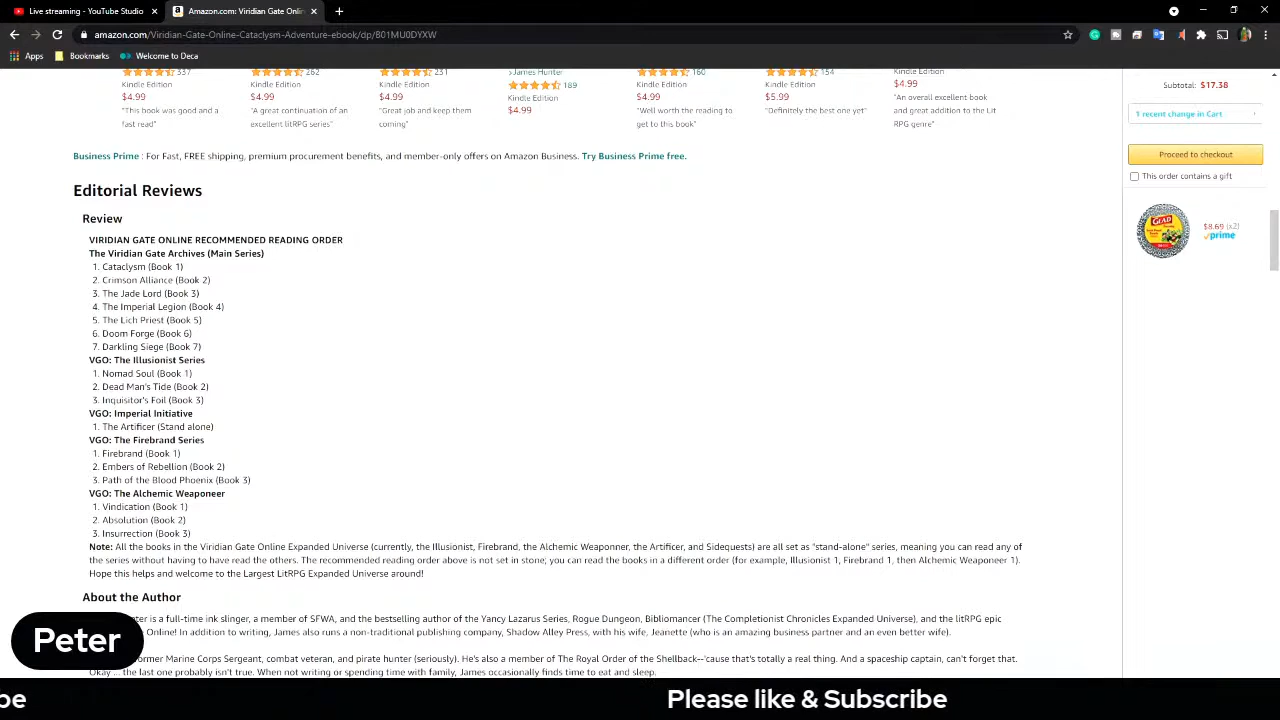 Live streaming - YouTube Studio
Amazon.com: Viridian Gate Onlin
amazon.com/Viridian-Gate-Online-Cataclysm-Adventure-ebook/dp/B01MU0DYXW
Apps Bookmarks Welcome to Deca
337 262 231 ›James Hunter 160 154 Kindle Edition
Kindle Edition Kindle Edition Kindle Edition 189 Kindle Edition Kindle Edition $4.99
$4.99 $4.99 $4.99 Kindle Edition $4.99 $5.99 "An overall excellent book
"This book was good and a "A great continuation of an "Great job and keep them $4.99 "Well worth the reading to "Definitely the best one yet" and great addition to the Lit
fast read" excellent litRPG series" coming" get to this book" RPG genre"
Subtotal: $17.38
1 recent change in Cart
Proceed to checkout
This order contains a gift
GLAD
$8.69 (x2)
prime
Business Prime : For Fast, FREE shipping, premium procurement benefits, and member-only offers on Amazon Business. Try Business Prime free.
Editorial Reviews
Review
VIRIDIAN GATE ONLINE RECOMMENDED READING ORDER
The Viridian Gate Archives (Main Series)
1. Cataclysm (Book 1)
2. Crimson Alliance (Book 2)
3. The Jade Lord (Book 3)
4. The Imperial Legion (Book 4)
5. The Lich Priest (Book 5)
6. Doom Forge (Book 6)
7. Darkling Siege (Book 7)
VGO: The Illusionist Series
1. Nomad Soul (Book 1)
2. Dead Man's Tide (Book 2)
3. Inquisitor's Foil (Book 3)
VGO: Imperial Initiative
1. The Artificer (Stand alone)
VGO: The Firebrand Series
1. Firebrand (Book 1)
2. Embers of Rebellion (Book 2)
3. Path of the Blood Phoenix (Book 3)
VGO: The Alchemic Weaponeer
1. Vindication (Book 1)
2. Absolution (Book 2)
3. Insurrection (Book 3)
Note: All the books in the Viridian Gate Online Expanded Universe (currently, the Illusionist, Firebrand, the Alchemic Weaponner, the Artificer, and Sidequests) are all set as "stand-alone" series, meaning you can read any of
the series without having to have read the others. The recommended reading order above is not set in stone; you can read the books in a different order (for example, Illusionist 1, Firebrand 1, then Alchemic Weaponeer 1).
Hope this helps and welcome to the Largest LitRPG Expanded Universe around!
About the Author
ter is a full-time ink slinger, a member of SFWA, and the bestselling author of the Yancy Lazarus Series, Rogue Dungeon, Bibliomancer (The Completionist Chronicles Expanded Universe), and the litRPG epic
Online! In addition to writing, James also runs a non-traditional publishing company, Shadow Alley Press, with his wife, Jeanette (who is an amazing business partner and an even better wife).
ormer Marine Corps Sergeant, combat veteran, and pirate hunter (seriously). He's also a member of The Royal Order of the Shellback--'cause that's totally a real thing. And a spaceship captain, can't forget that.
Okay ... the last one probably isn't true. When not writing or spending time with family, James occasionally finds time to eat and sleep.
Peter
be Please like & Subscribe